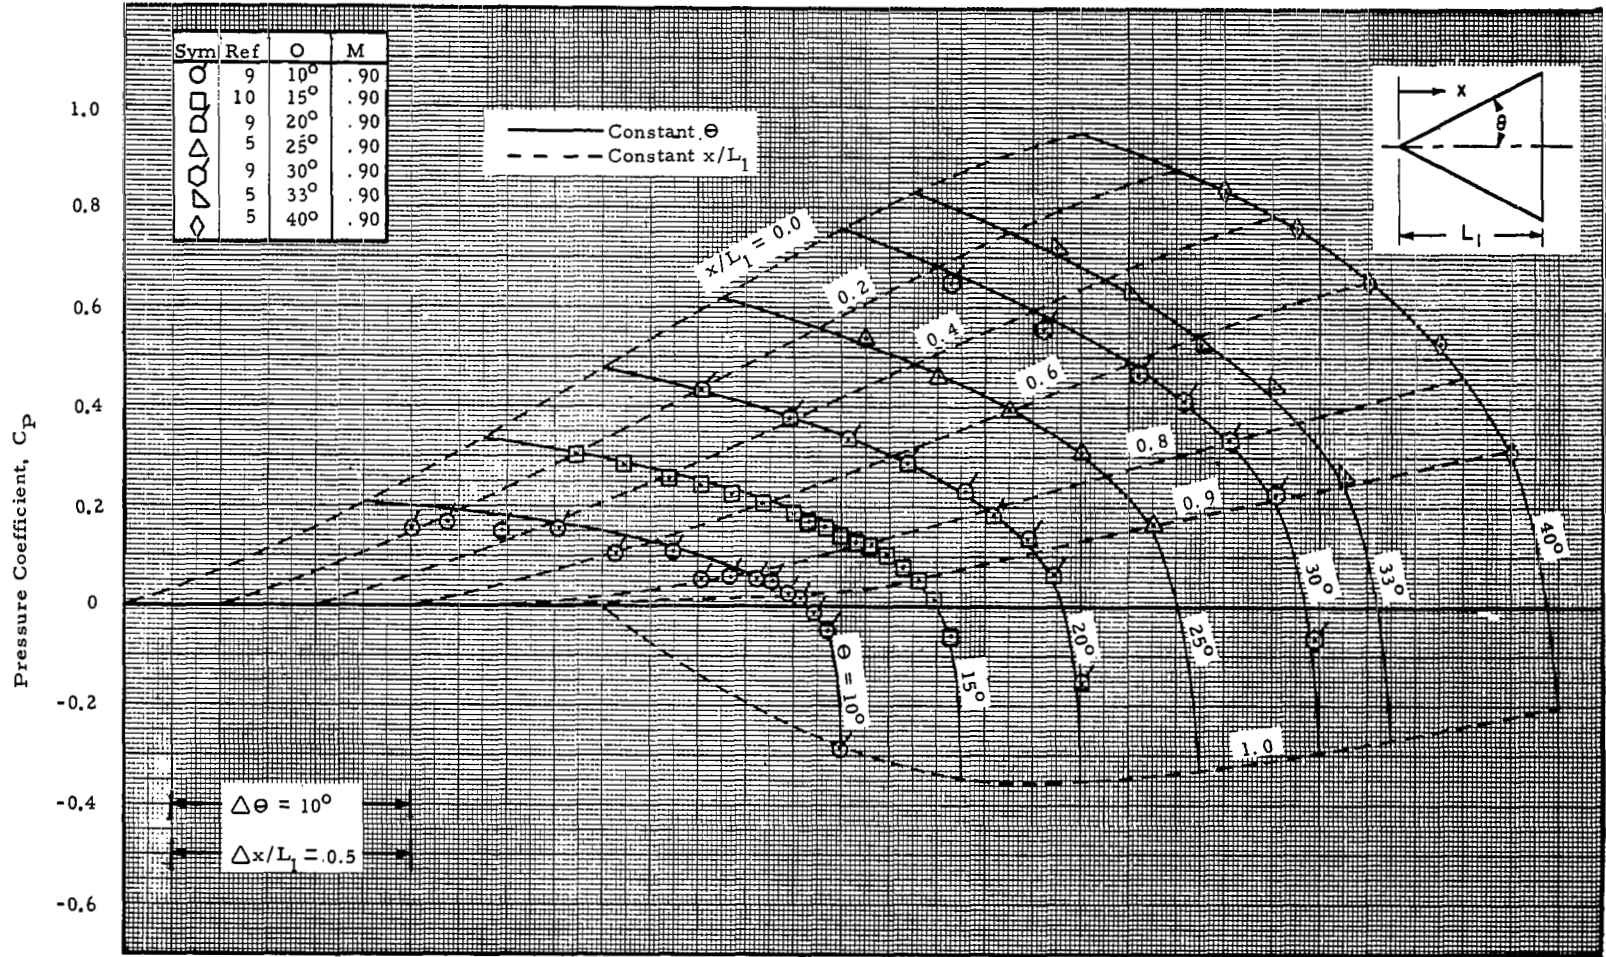 Sym Ref O M
9 10° .90
10 15° .90
9 20° .90
5 25° .90
9 30° .90
5 33° .90
5 40° .90
Constant Θ
Constant x/L1
x
θ
L1
Pressure Coefficient, Cp
1.0
0.8
0.6
0.4
0.2
0
-0.2
-0.4
-0.6
x/L1 = 0.0
0.2
0.4
0.6
0.8
0.9
1.0
Θ = 10°
15°
20°
25°
30°
33°
40°
ΔΘ = 10°
Δx/L1 = 0.5